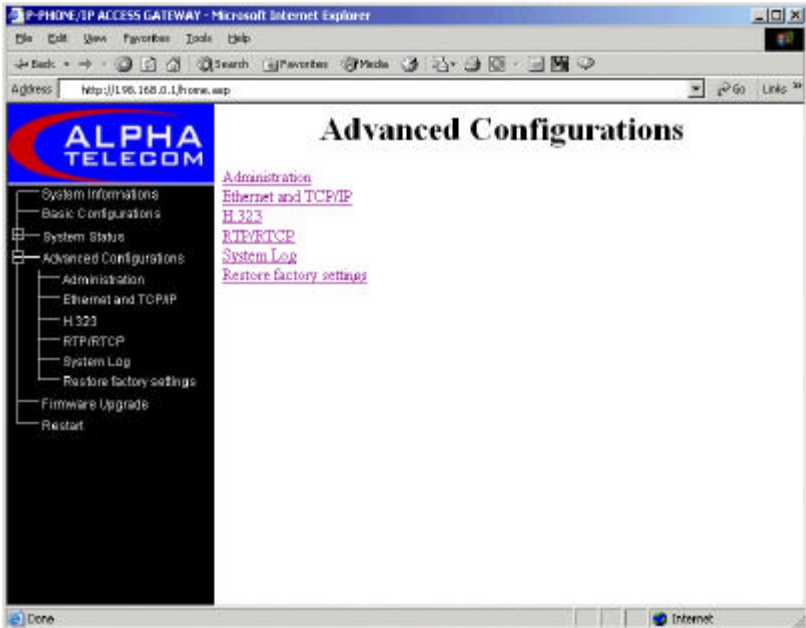 P-PHONE/IP ACCESS GATEWAY - Microsoft Internet Explorer
File Edit View Favorites Tools Help
Back Search Favorites Media
Address http://198.168.0.1/home.asp Go Links
ALPHA
TELECOM
System Informations
Basic Configurations
System Status
Advanced Configurations
Administration
Ethernet and TCP/IP
H.323
RTP/RTCP
System Log
Restore factory settings
Firmware Upgrade
Restart
Advanced Configurations
Administration
Ethernet and TCP/IP
H.323
RTP/RTCP
System Log
Restore factory settings
Done Internet